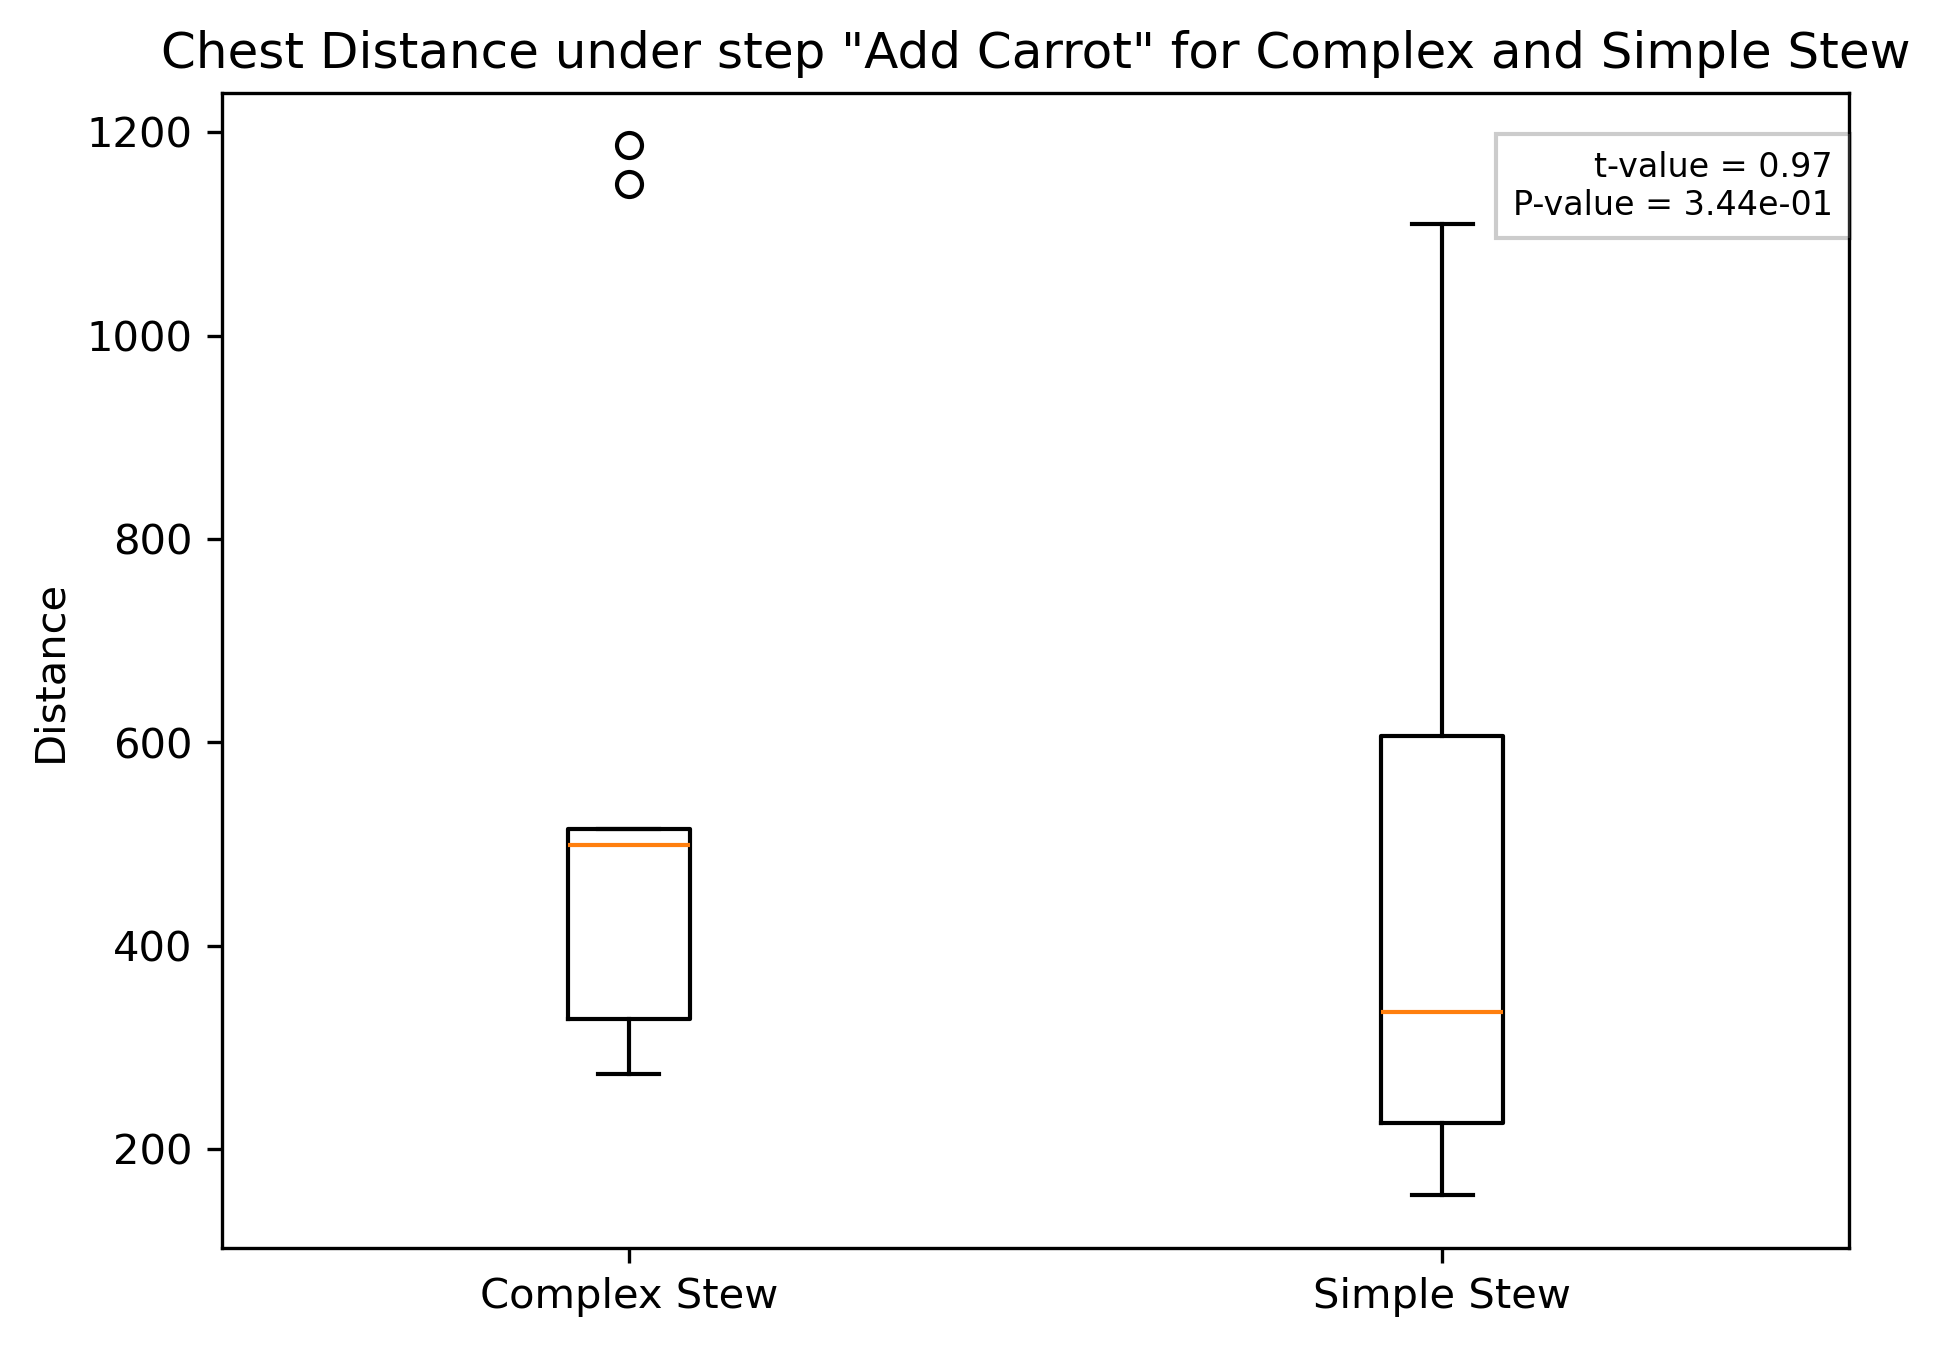 Chest Distance under step "Add Carrot" for Complex and Simple Stew
t-value = 0.97
P-value = 3.44e-01
1200
1000
800
600
400
200
Distance
Complex Stew
Simple Stew